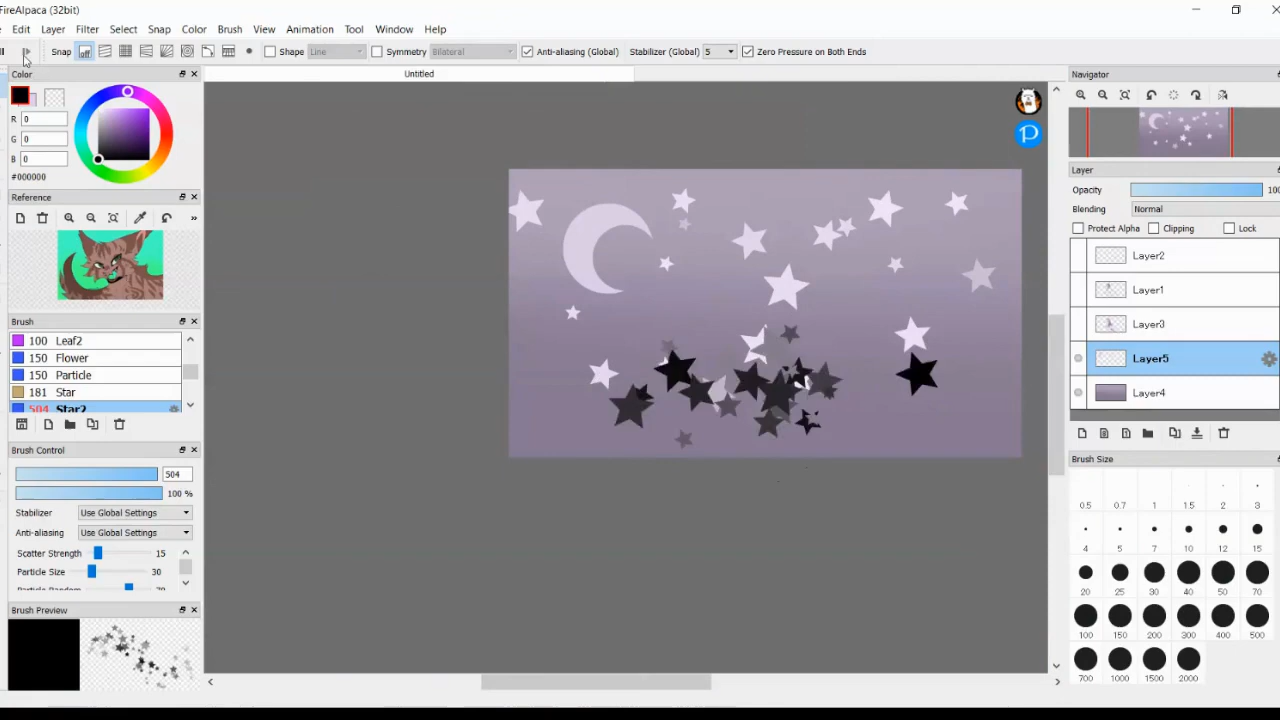 FireAlpaca (32bit)
Edit Layer Filter Select Snap Color Brush View Animation Tool Window Help
Snap off Shape Line Symmetry Bilateral Anti-aliasing (Global) Stabilizer (Global) 5 Zero Pressure on Both Ends
Color
Untitled
Navigator
R 0
G 0
B 0
#000000
Reference
»
Brush
100 Leaf2
150 Flower
150 Particle
181 Star
504 Star2
Brush Control
504
100 %
Stabilizer Use Global Settings
Anti-aliasing Use Global Settings
Scatter Strength 15
Particle Size 30
Particle Random 70
Brush Preview
P
Layer
Opacity 100
Blending Normal
Protect Alpha Clipping Lock
Layer2
Layer1
Layer3
Layer5
Layer4
Brush Size
0.5 0.7 1 1.5 2 3
4 5 7 10 12 15
20 25 30 40 50 70
100 150 200 300 400 500
700 1000 1500 2000